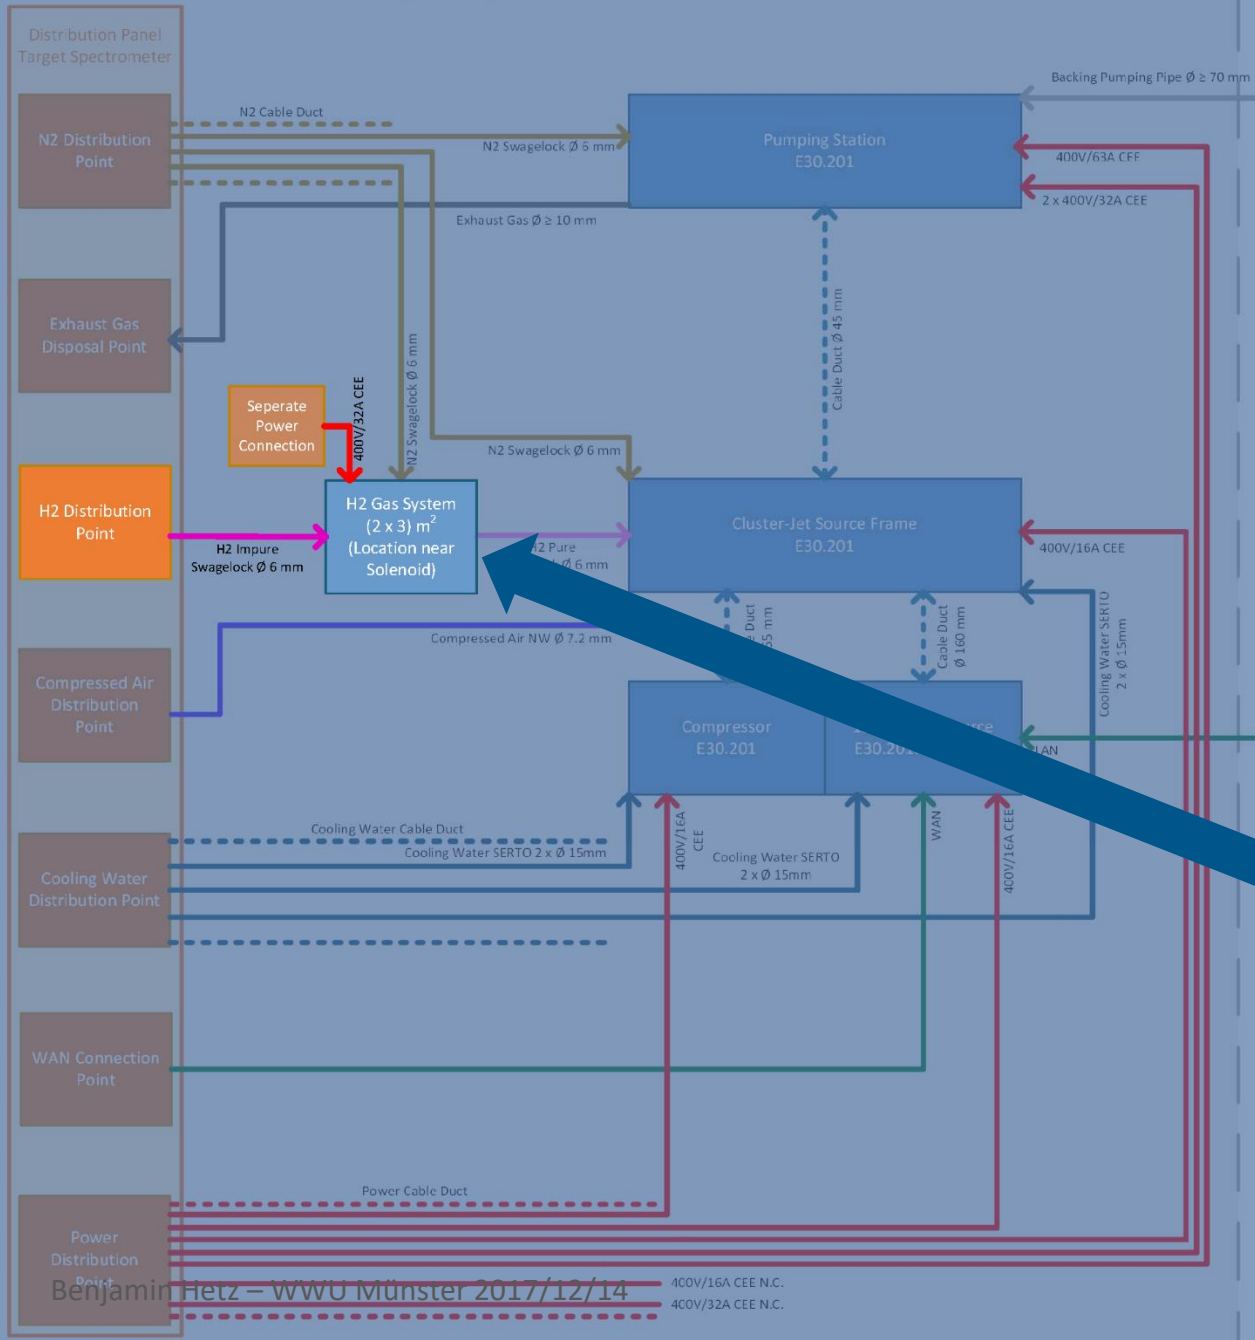 Distribution Panel
Target Spectrometer
N2 Distribution
Point
N2 Cable Duct
N2 Swagelock Ø 6 mm
Pumping Station
E30.201
Backing Pumping Pipe Ø ≥ 70 mm
400V/63A CEE
2 x 400V/32A CEE
Exhaust Gas Ø ≥ 10 mm
Exhaust Gas
Disposal Point
Cable Duct Ø 45 mm
Seperate
Power
Connection
400V/32A CEE
N2 Swagelock Ø 6 mm
N2 Swagelock Ø 6 mm
H2 Distribution
Point
H2 Impure
Swagelock Ø 6 mm
H2 Gas System
(2 x 3) m²
(Location near
Solenoid)
Pure
Ø 6 mm
Cluster-Jet Source Frame
E30.201
400V/16A CEE
Compressed Air NW Ø 7.2 mm
Cable Duct
Ø 160 mm
Cooling Water SERTO
2 x Ø 15mm
Compressed Air
Distribution
Point
Compressor
E30.201
LAN
Cooling Water Cable Duct
Cooling Water SERTO 2 x Ø 15mm
400V/16A
CEE
Cooling Water SERTO
2 x Ø 15mm
WAN
400V/16A CEE
Cooling Water
Distribution Point
WAN Connection
Point
Power Cable Duct
Power
Distribution
Point
400V/16A CEE N.C.
400V/32A CEE N.C.
Benjamin Hetz – WWU Münster 2017/12/14